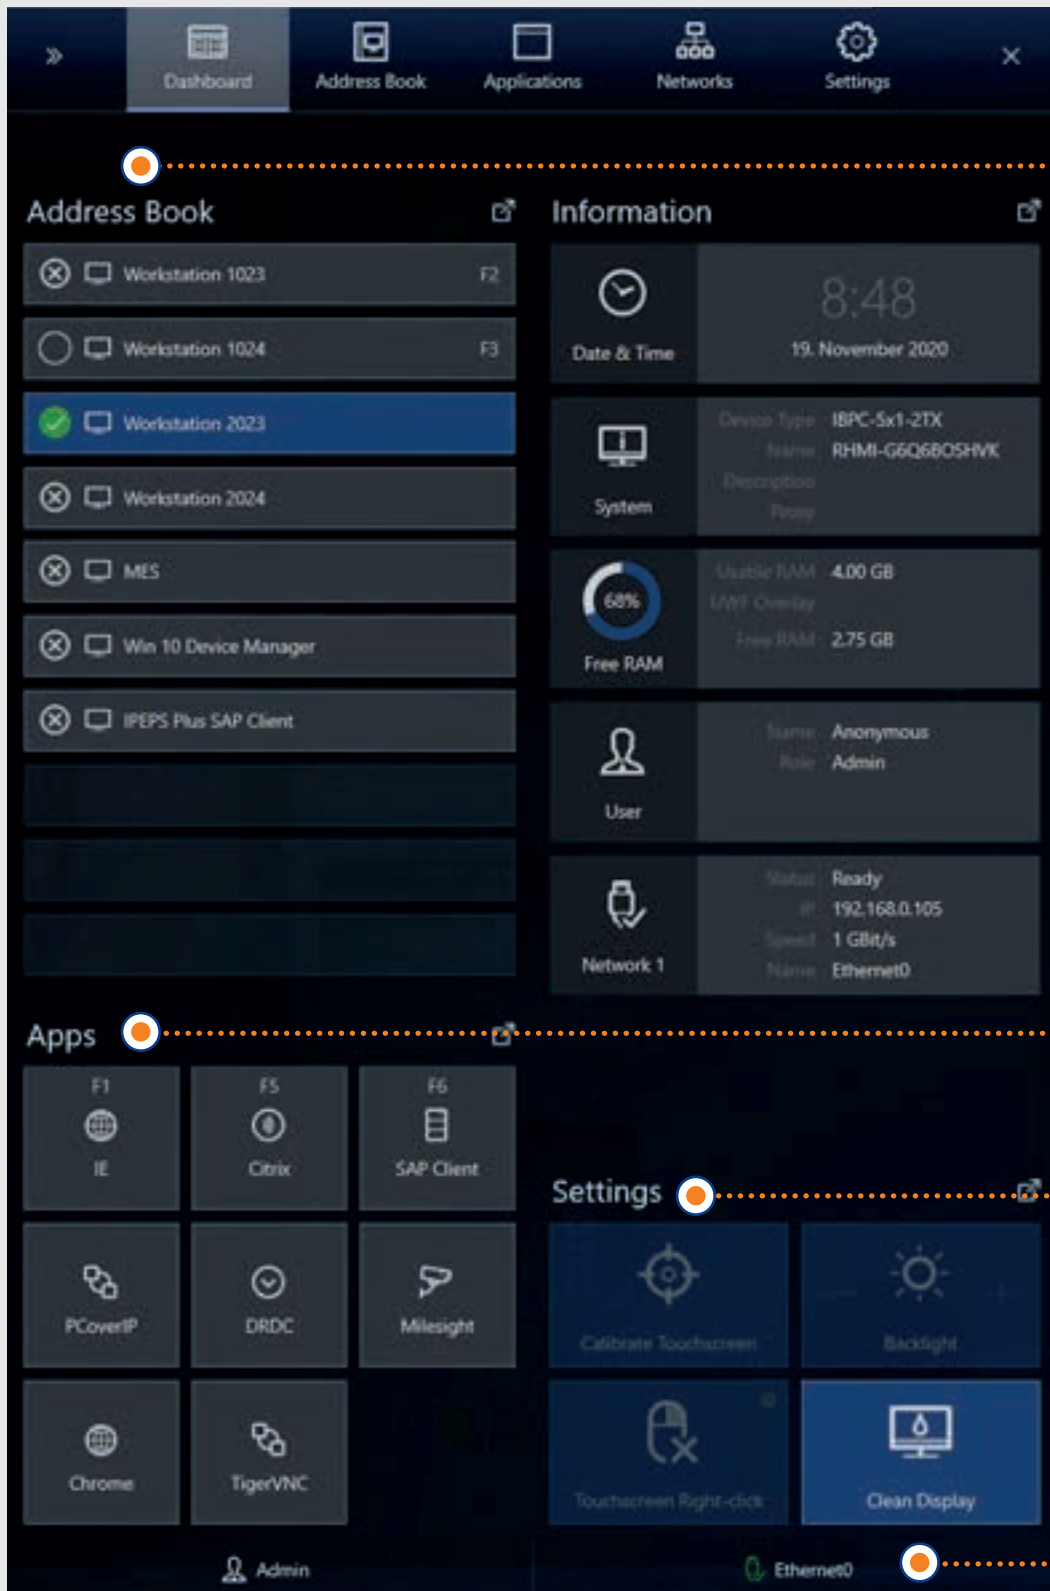 Dashboard
Address Book
Applications
Networks
Settings
Address Book
Workstation 1023 F2
Workstation 1024 F3
Workstation 2023
Workstation 2024
MES
Win 10 Device Manager
IPEPS Plus SAP Client
Information
Date & Time
8:48
19. November 2020
System
Device Type IBPC-5x1-2TX
Name RHMI-G6Q6BOSHVK
Description
Proxy
68%
Free RAM
Usable RAM 4.00 GB
UWF Overlay
Free RAM 2.75 GB
User
Name Anonymous
Role Admin
Network 1
Status Ready
IP 192.168.0.105
Speed 1 GBit/s
Name Ethernet0
Apps
F1
IE
F5
Citrix
F6
SAP Client
PCoverIP
DRDC
Milesight
Chrome
TigerVNC
Settings
Calibrate Touchscreen
Backlight
Touchscreen Right-click
Clean Display
Admin
Ethernet0